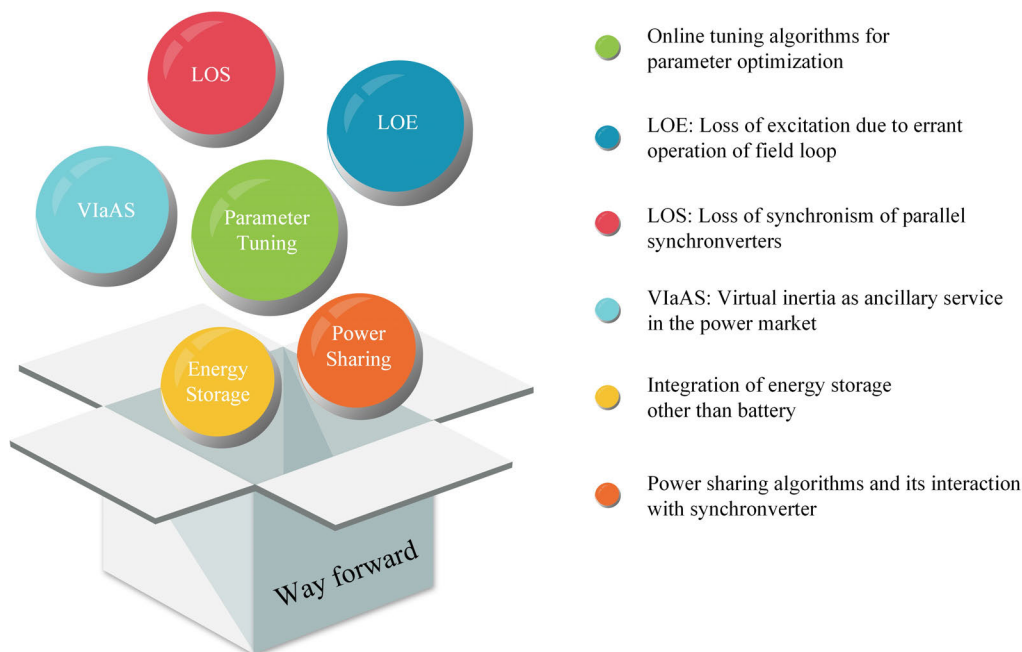 LOS
LOE
VIaAS
Parameter
Tuning
Power
Sharing
Energy
Storage
Way forward
Online tuning algorithms for
parameter optimization
LOE: Loss of excitation due to errant
operation of field loop
LOS: Loss of synchronism of parallel
synchronverters
VIaAS: Virtual inertia as ancillary service
in the power market
Integration of energy storage
other than battery
Power sharing algorithms and its interaction
with synchronverter